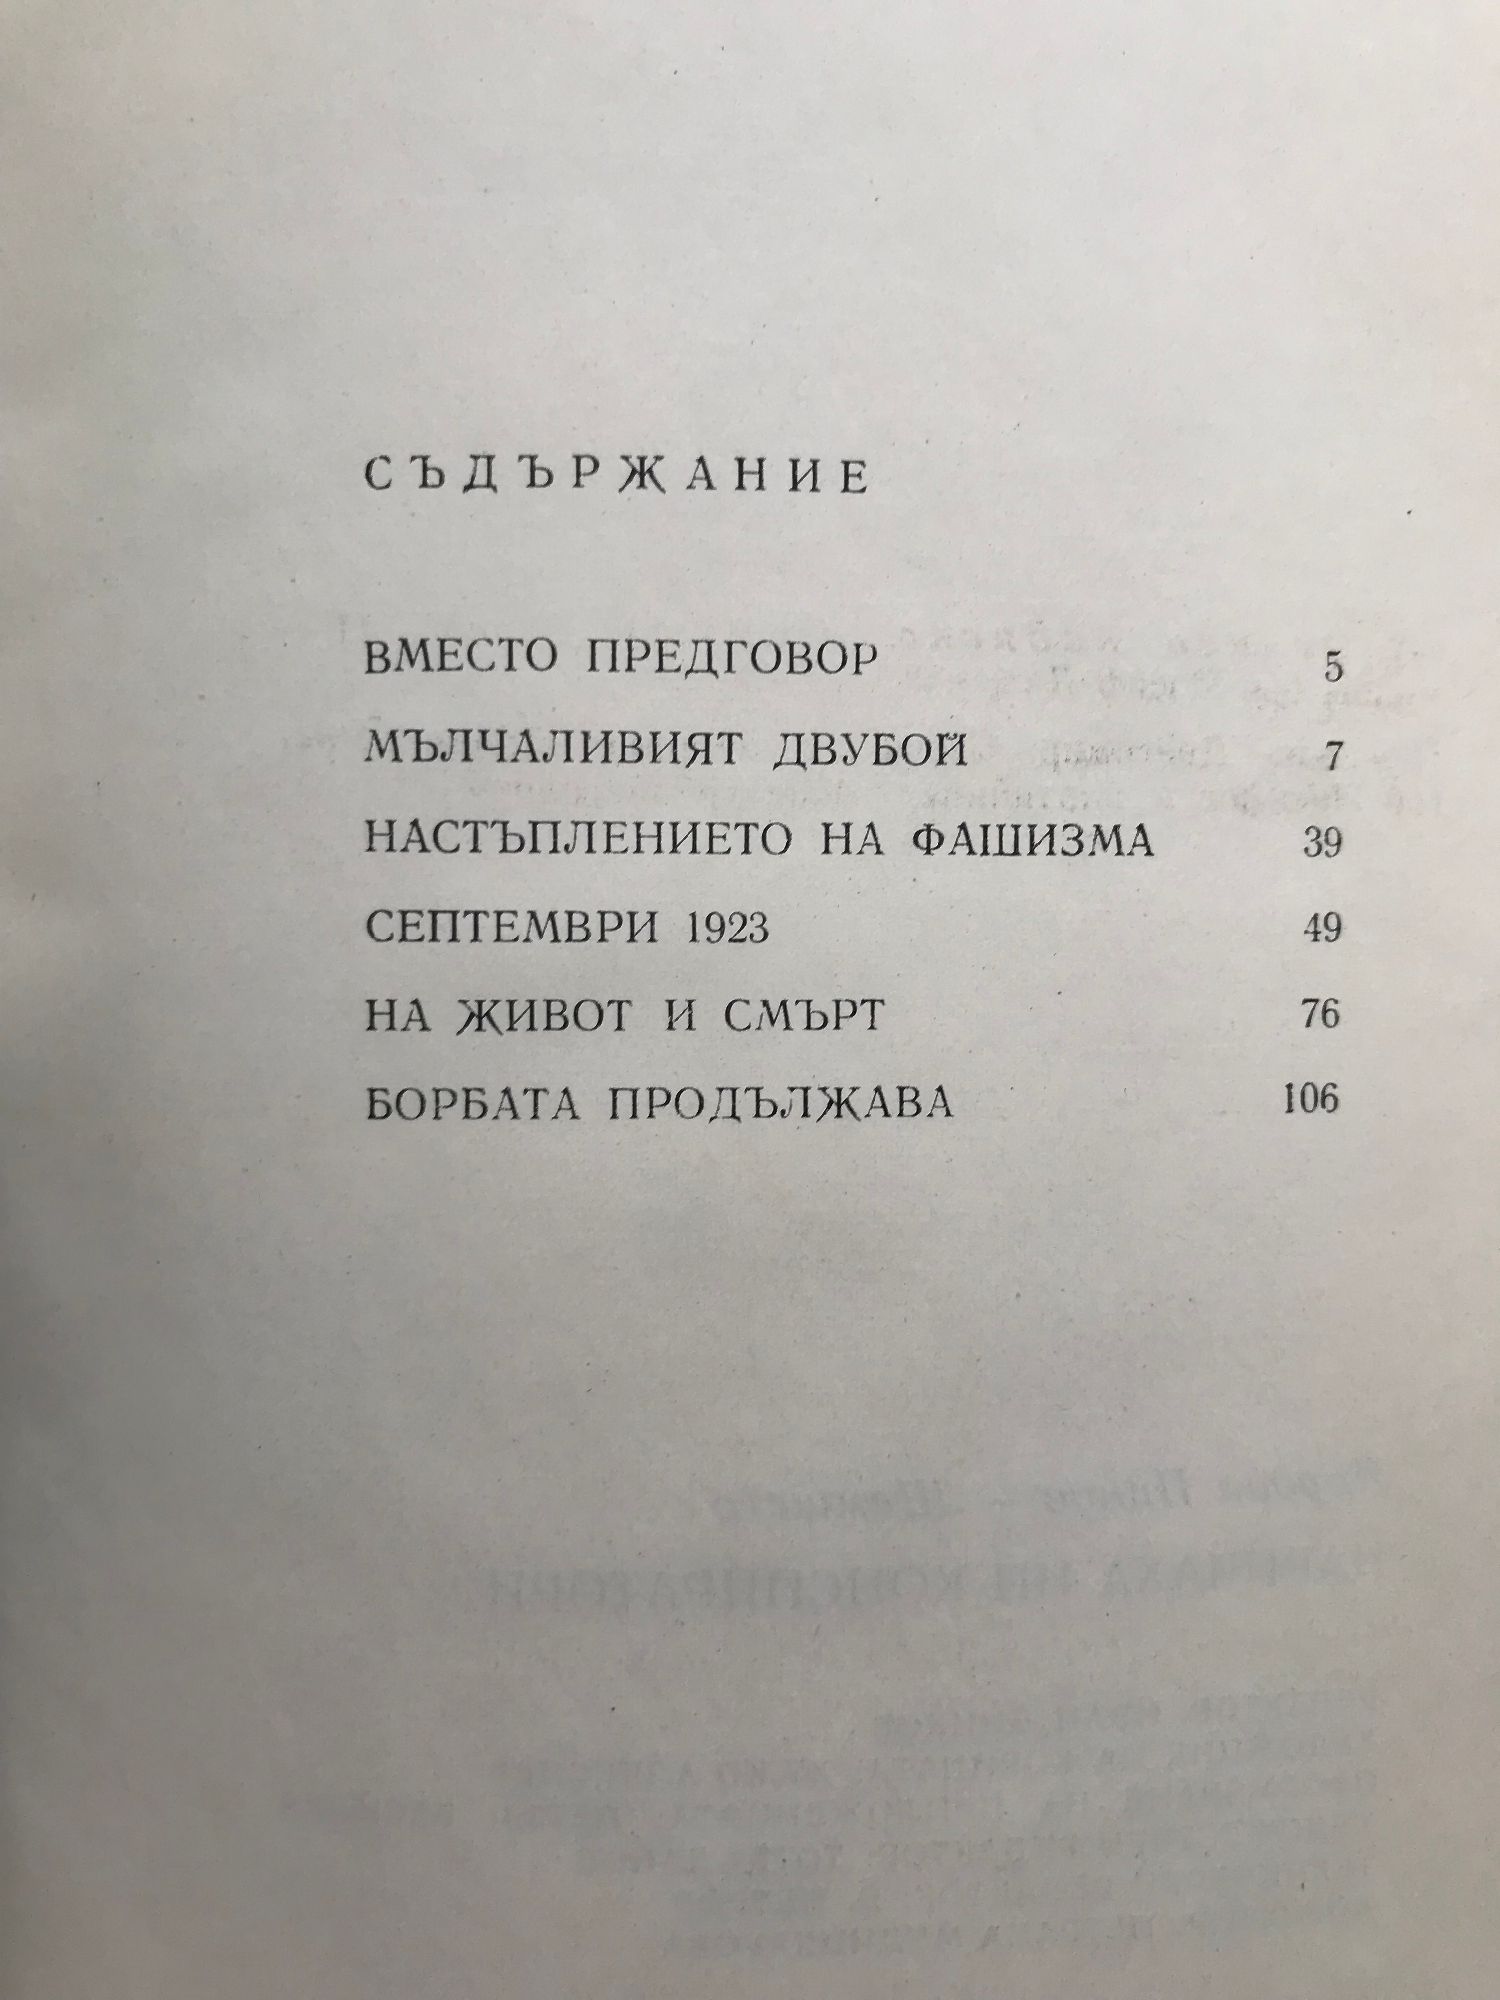 СЪДЪРЖАНИЕ
ВМЕСТО ПРЕДГОВОР 5
МЪЛЧАЛИВИЯТ ДВУБОЙ 7
НАСТЪПЛЕНИЕТО НА ФАШИЗМА 39
СЕПТЕМВРИ 1923 49
НА ЖИВОТ И СМЪРТ 76
БОРБАТА ПРОДЪЛЖАВА 106